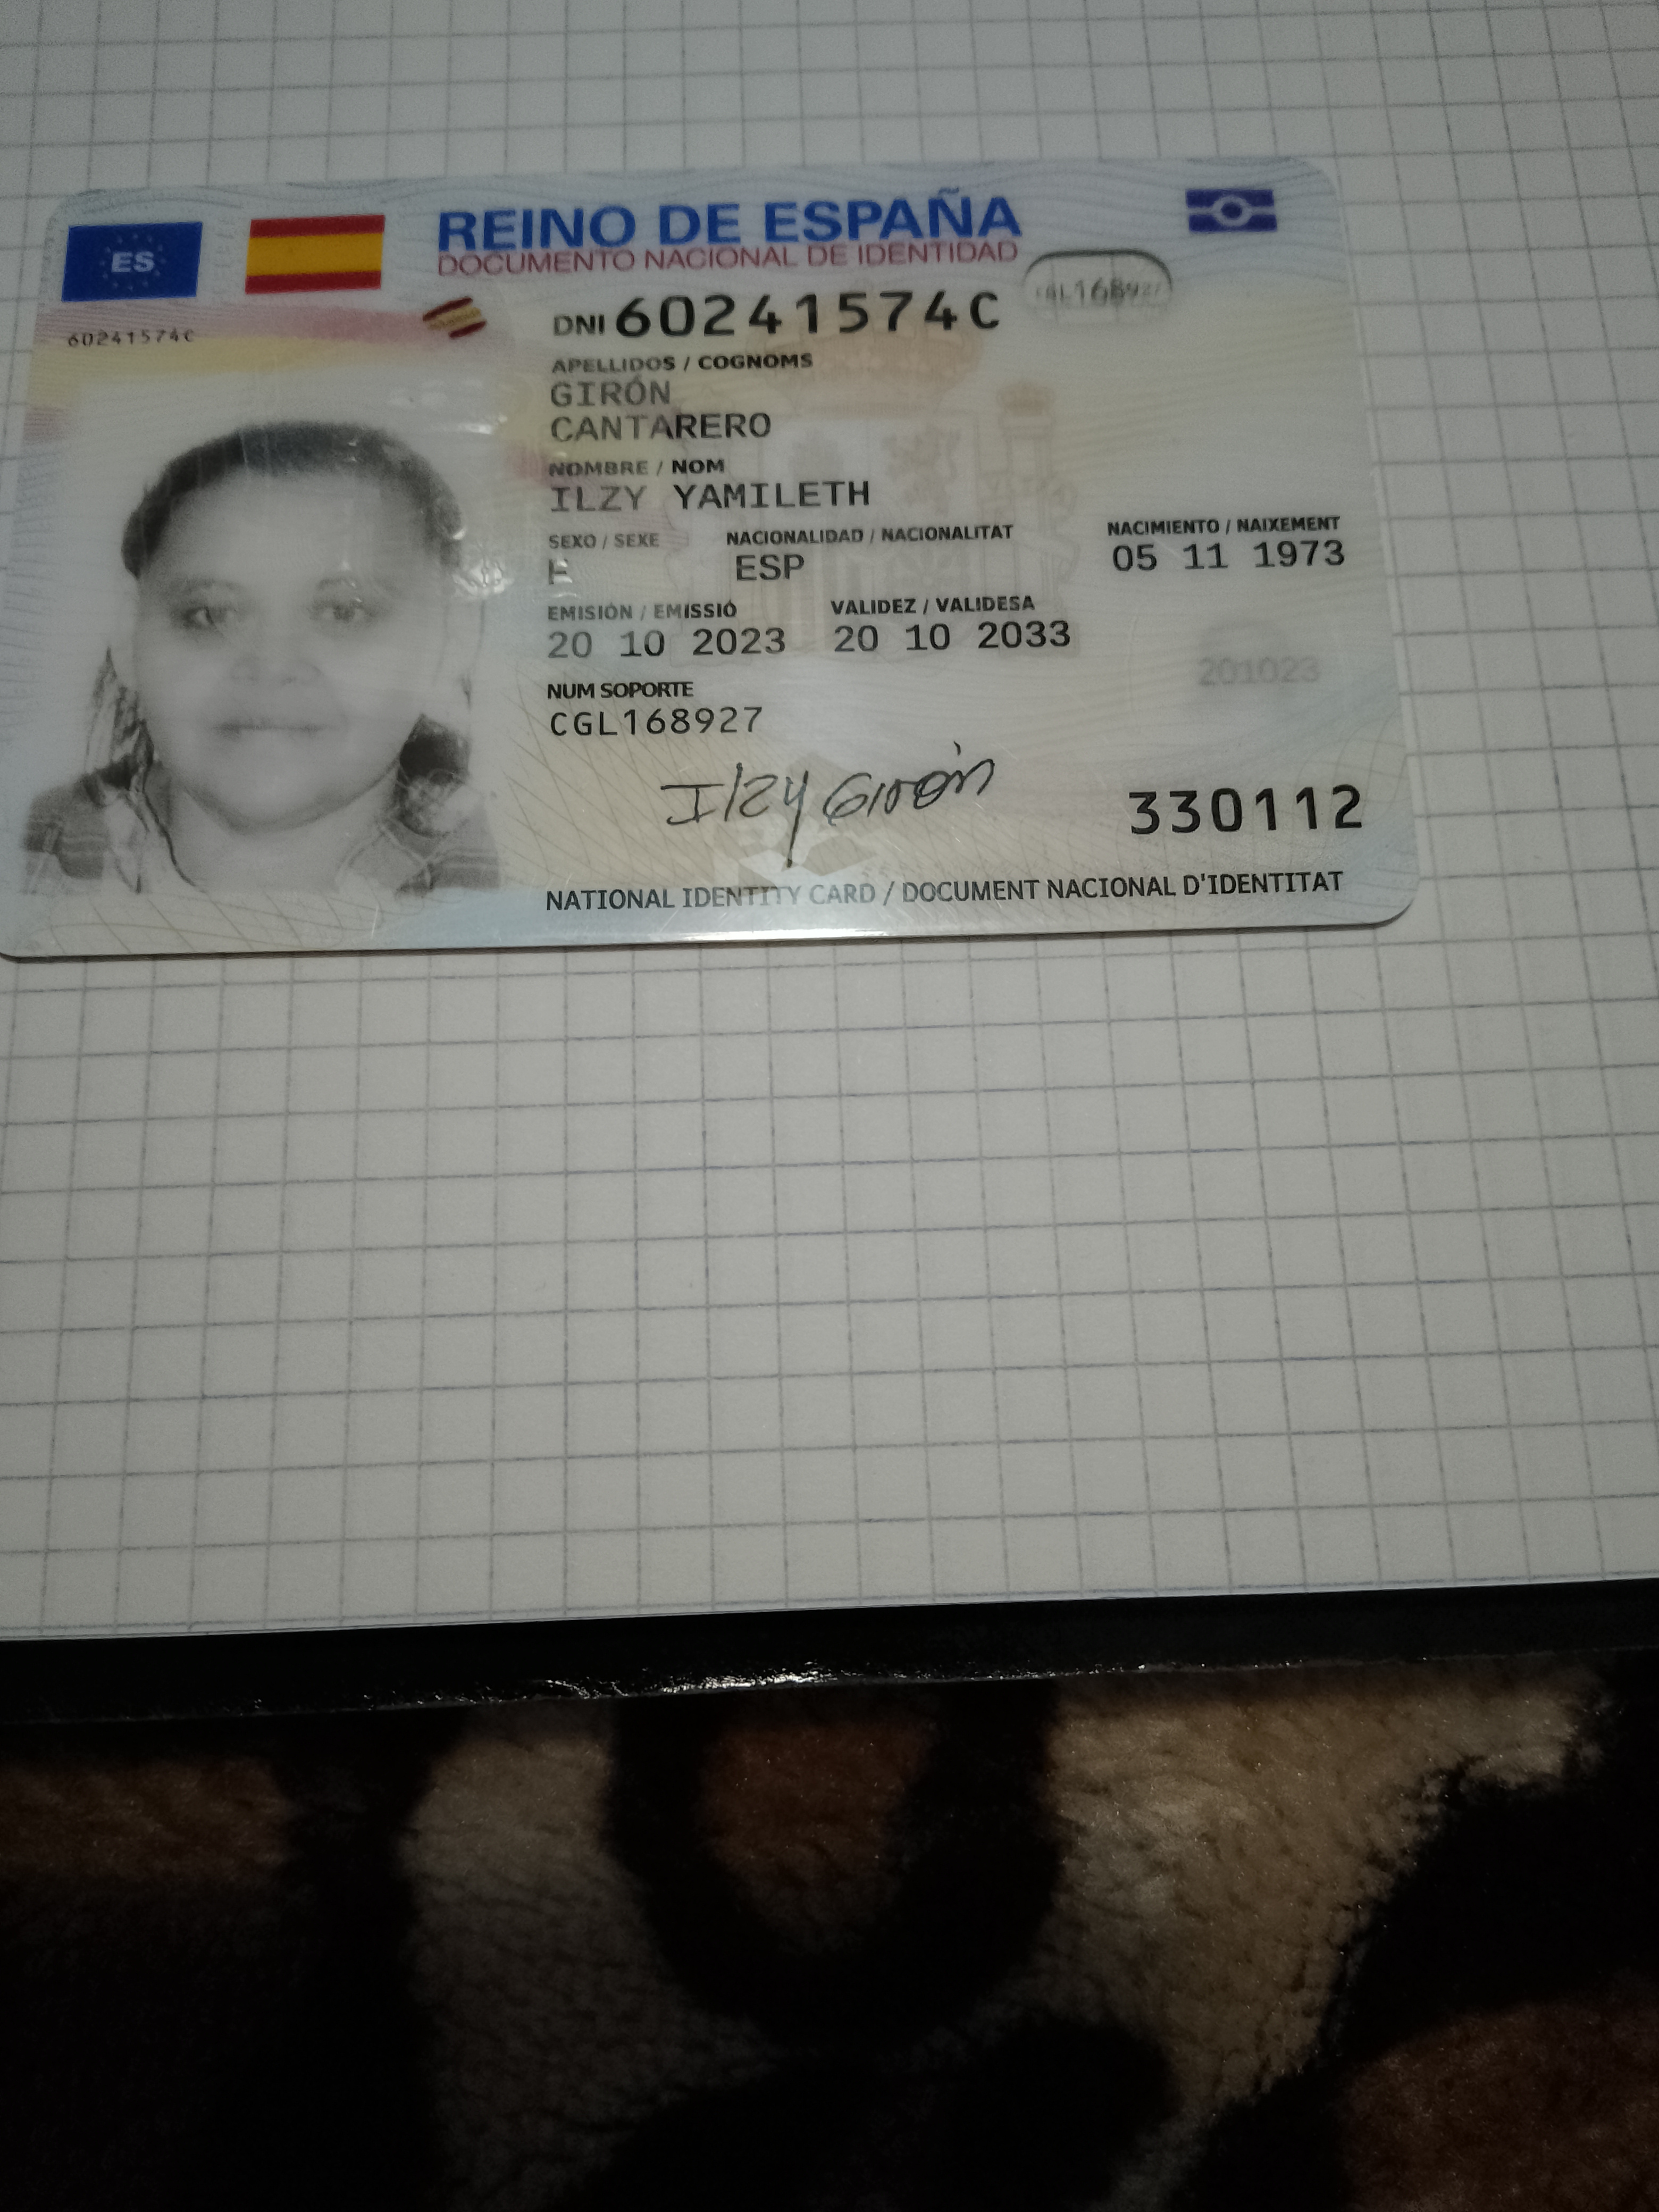 REINO DE ESPAÑA
DOCUMENTO NACIONAL DE IDENTIDAD
ES
60241574C
DNI 60241574C
APELLIDOS / COGNOMS
GIRÓN
CANTARERO
NOMBRE / NOM
ILZY YAMILETH
SEXO / SEXE NACIONALIDAD / NACIONALITAT NACIMIENTO / NAIXEMENT
ESP 05 11 1973
EMISIÓN / EMISSIÓ VALIDEZ / VALIDESA
20 10 2023 20 10 2033
201023
NUM SOPORTE
CGL168927
Ilzy Girón
330112
NATIONAL IDENTITY CARD / DOCUMENT NACIONAL D'IDENTITAT